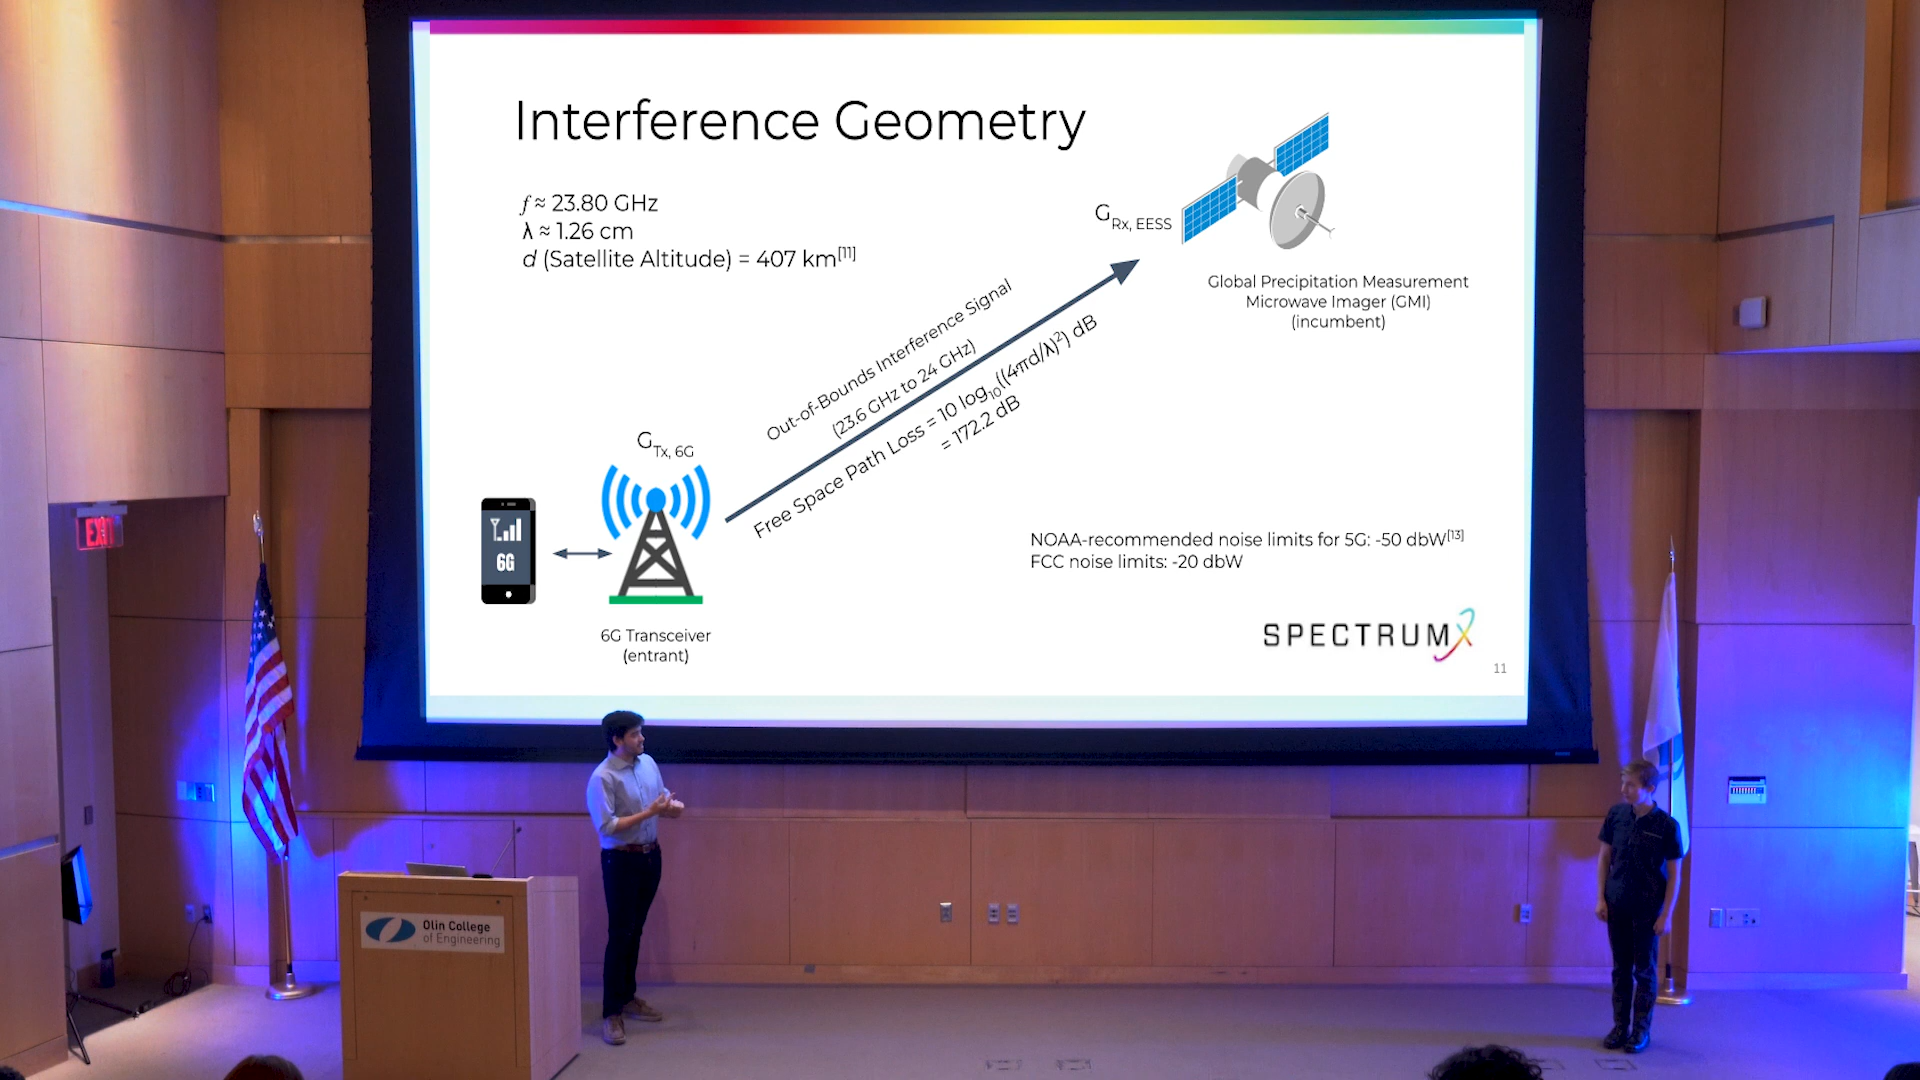 Interference Geometry
f ≈ 23.80 GHz
λ ≈ 1.26 cm
d (Satellite Altitude) = 407 km[11]
G Rx, EESS
Global Precipitation Measurement
Microwave Imager (GMI)
(incumbent)
Out-of-Bounds Interference Signal
(23.6 GHz to 24 GHz)
Free Space Path Loss = 10 log10((4πd/λ)²) dB
= 172.2 dB
G Tx, 6G
6G
6G Transceiver
(entrant)
NOAA-recommended noise limits for 5G: -50 dbW[13]
FCC noise limits: -20 dbW
SPECTRUMX
11
EXIT
Olin College
of Engineering